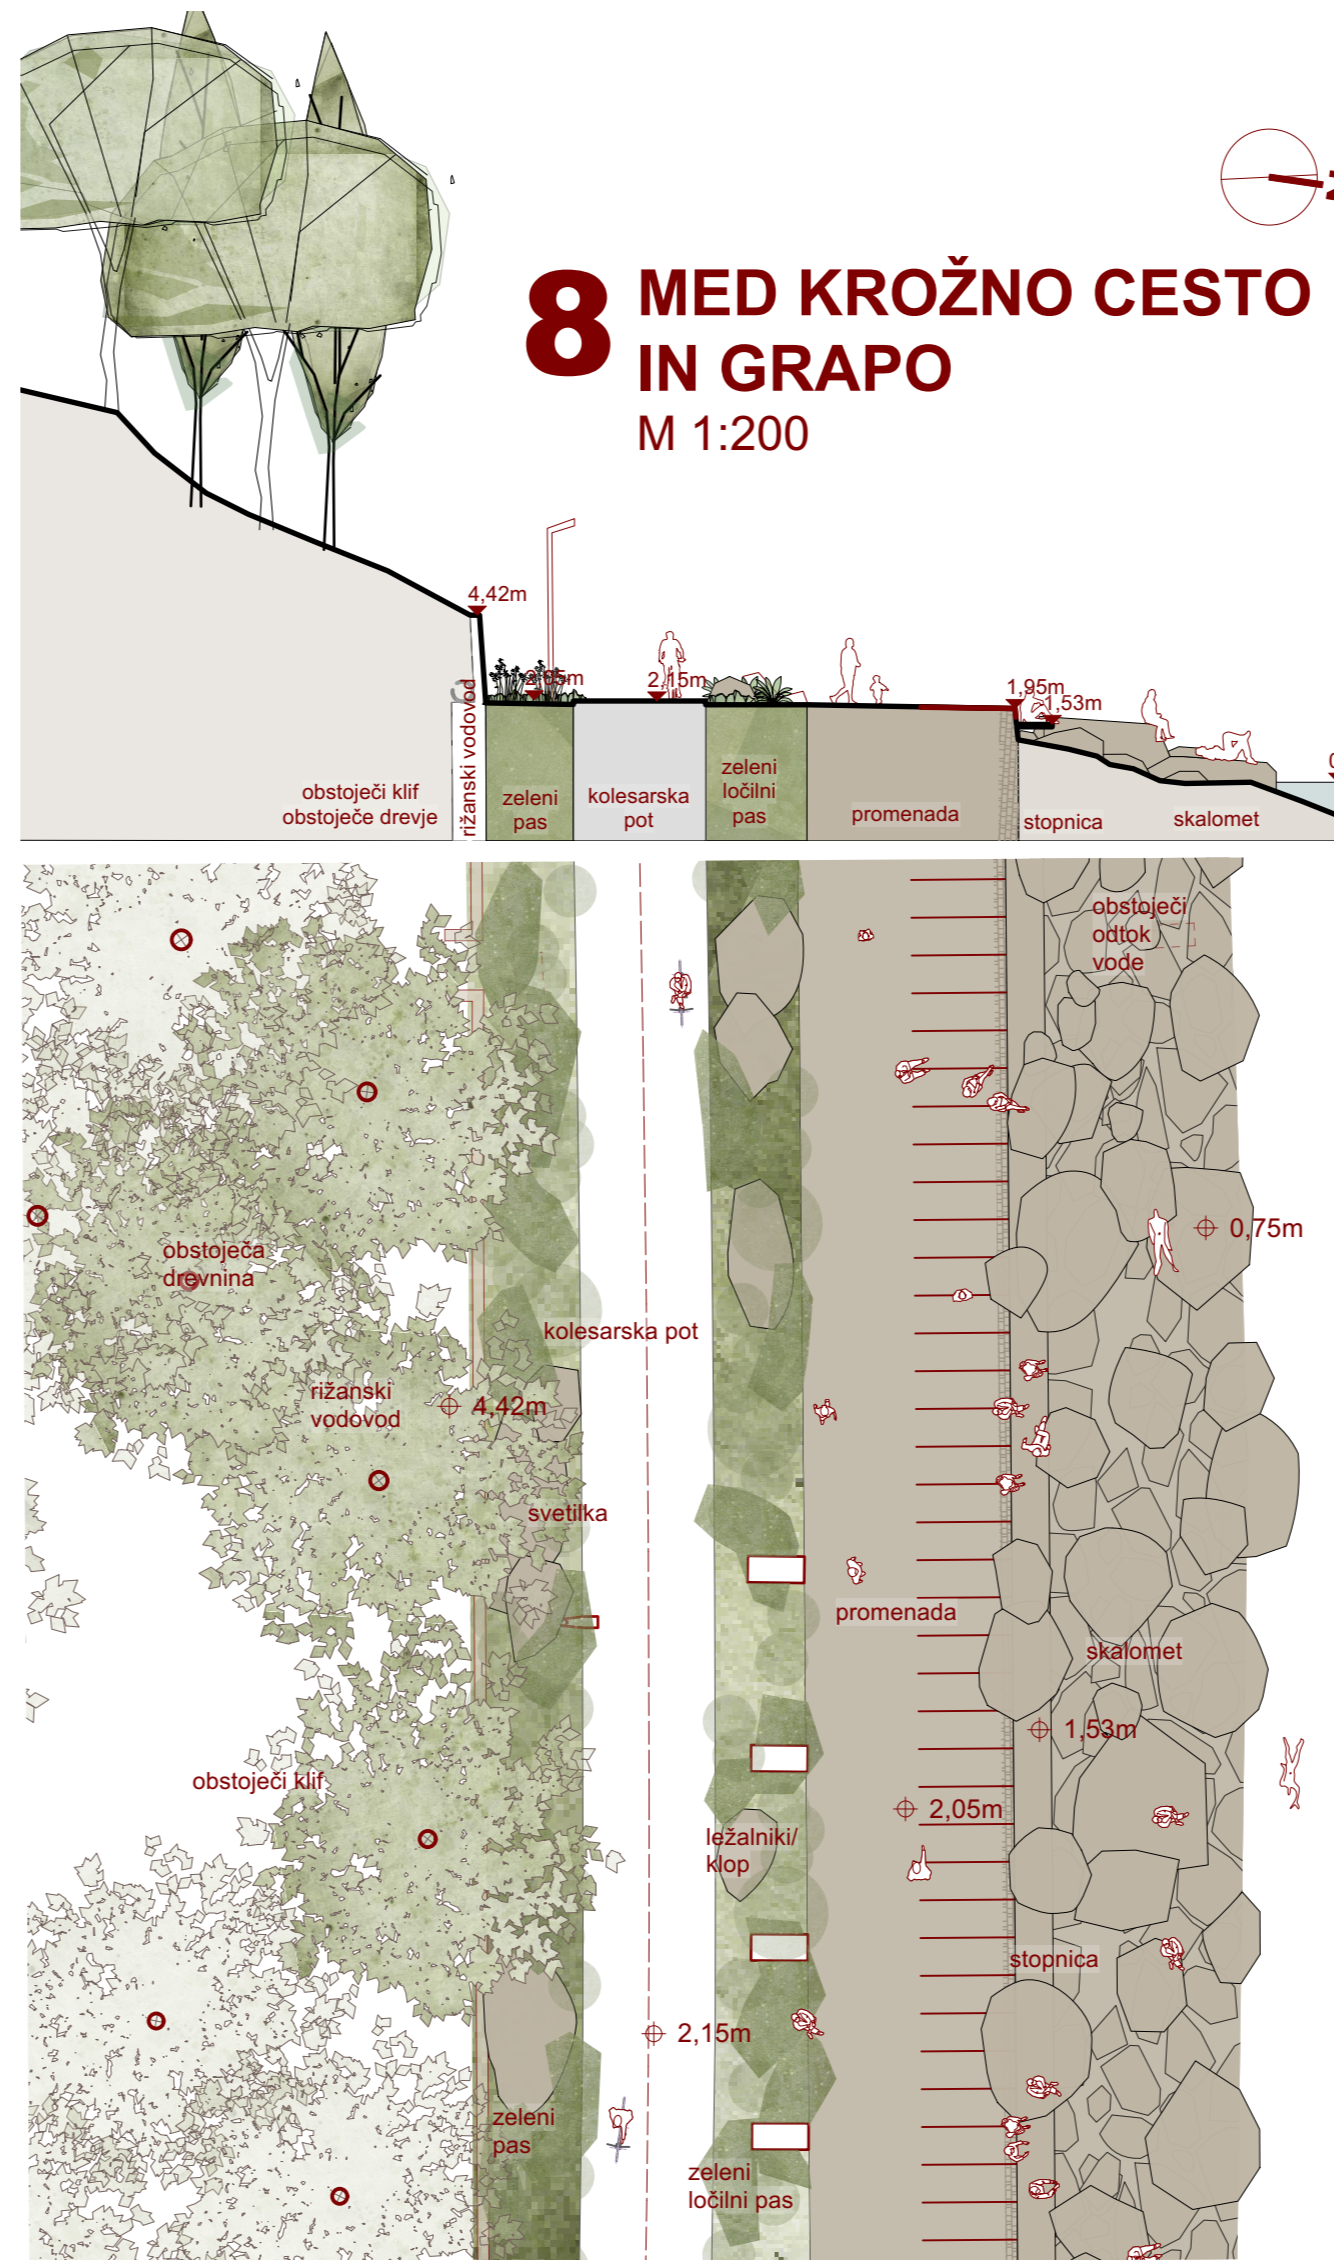 8 MED KROŽNO CESTO
IN GRAPO
M 1:200
4,42m
2,15m
1,95m
1,53m
obstoječi klif
obstoječe drevje
rižanski vodovod
zeleni
pas
kolesarska
pot
zeleni
ločilni
pas
promenada
stopnica
skalomet
obstoječi
odtok
vode
0,75m
obstoječa
drevnina
kolesarska pot
rižanski
vodovod
4,42m
svetilka
promenada
skalomet
1,53m
obstoječi klif
2,05m
ležalniki/
klop
stopnica
2,15m
zeleni
pas
zeleni
ločilni pas